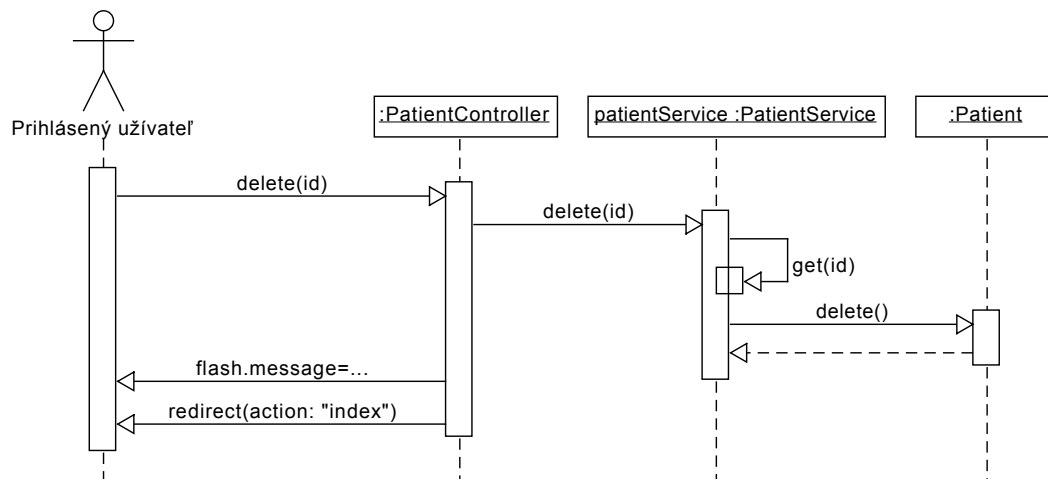 Prihlásený užívateľ
:PatientController
patientService :PatientService
:Patient
delete(id)
delete(id)
get(id)
delete()
flash.message=...
redirect(action: "index")